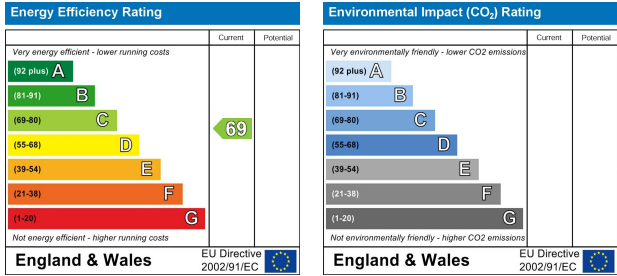 Energy Efficiency Rating
Current Potential
Very energy efficient - lower running costs
(92 plus) A
(81-91) B
(69-80) C
69
(55-68) D
(39-54) E
(21-38) F
(1-20) G
Not energy efficient - higher running costs
England & Wales
EU Directive
2002/91/EC
Environmental Impact (CO₂) Rating
Current Potential
Very environmentally friendly - lower CO2 emissions
(92 plus) A
(81-91) B
(69-80) C
(55-68) D
(39-54) E
(21-38) F
(1-20) G
Not environmentally friendly - higher CO2 emissions
England & Wales
EU Directive
2002/91/EC